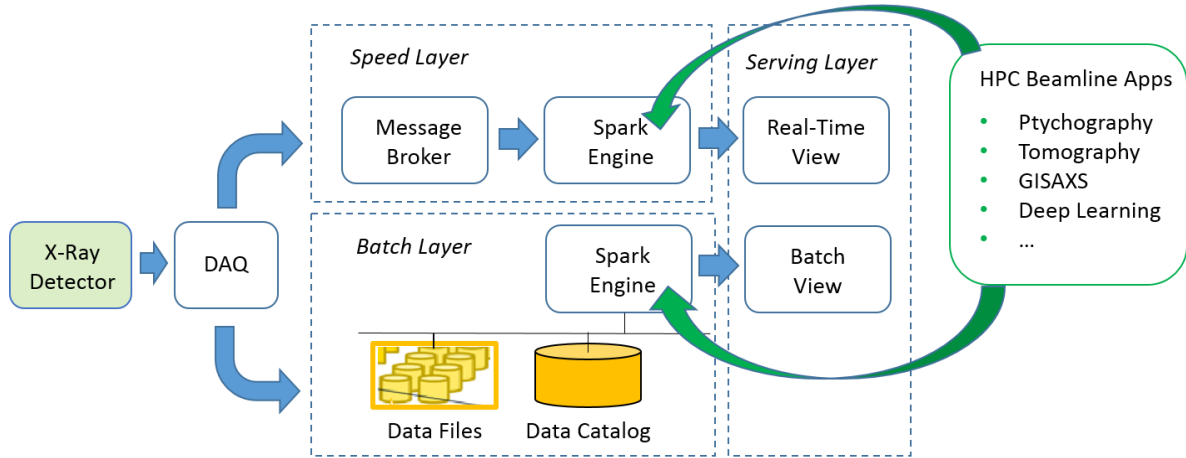 Speed Layer
Serving Layer
HPC Beamline Apps
• Ptychography
• Tomography
• GISAXS
• Deep Learning
• ...
Message
Broker
Spark
Engine
Real-Time
View
X-Ray
Detector
DAQ
Batch Layer
Spark
Engine
Batch
View
Data Files
Data Catalog